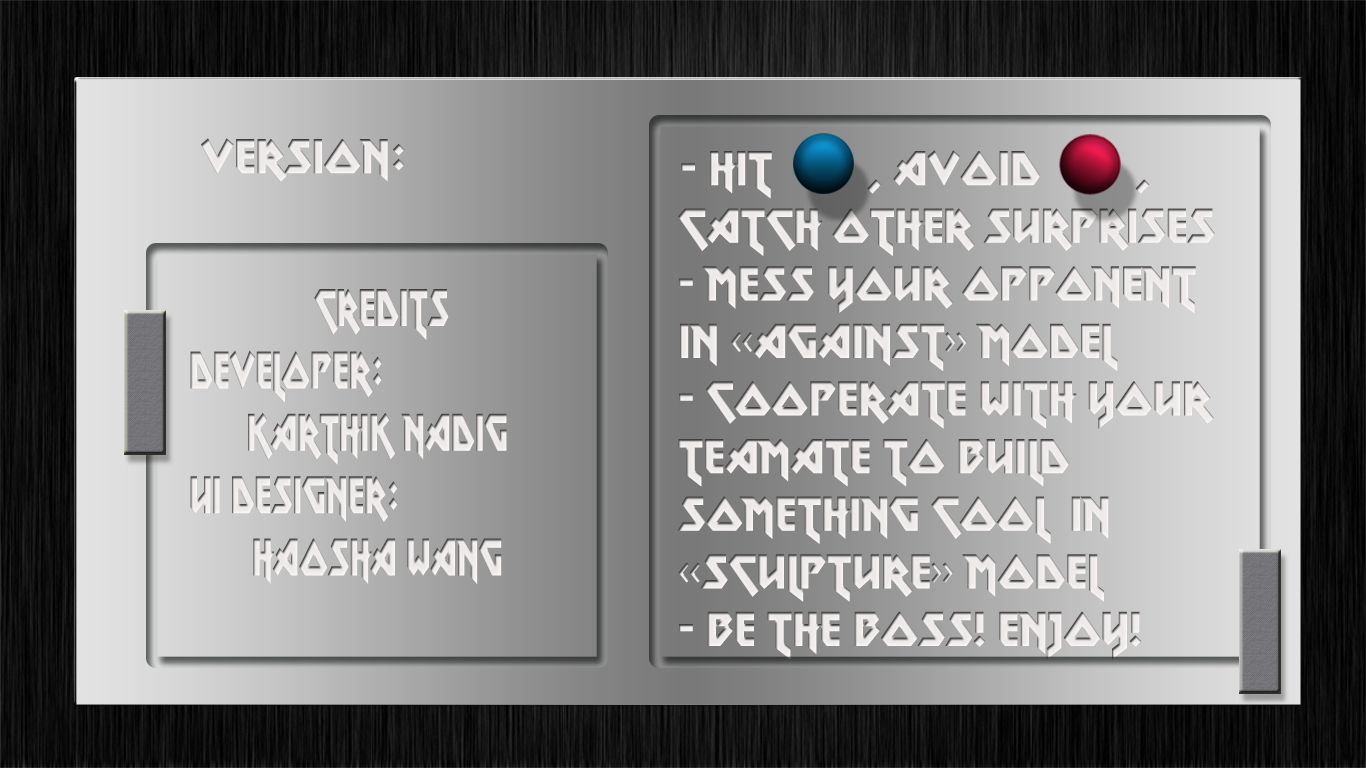 VERSION:
CREDITS
DEVELOPER:
KARTHIK NADIG
UI DESIGNER:
HAOSHA WANG
- HIT , AVOID ,
CATCH OTHER SURPRISES
- MESS YOUR OPPONENT
IN «AGAINST» MODEL
- COOPERATE WITH YOUR
TEAMATE TO BUILD
SOMETHING COOL IN
«SCULPTURE» MODEL
- BE THE BOSS! ENJOY!